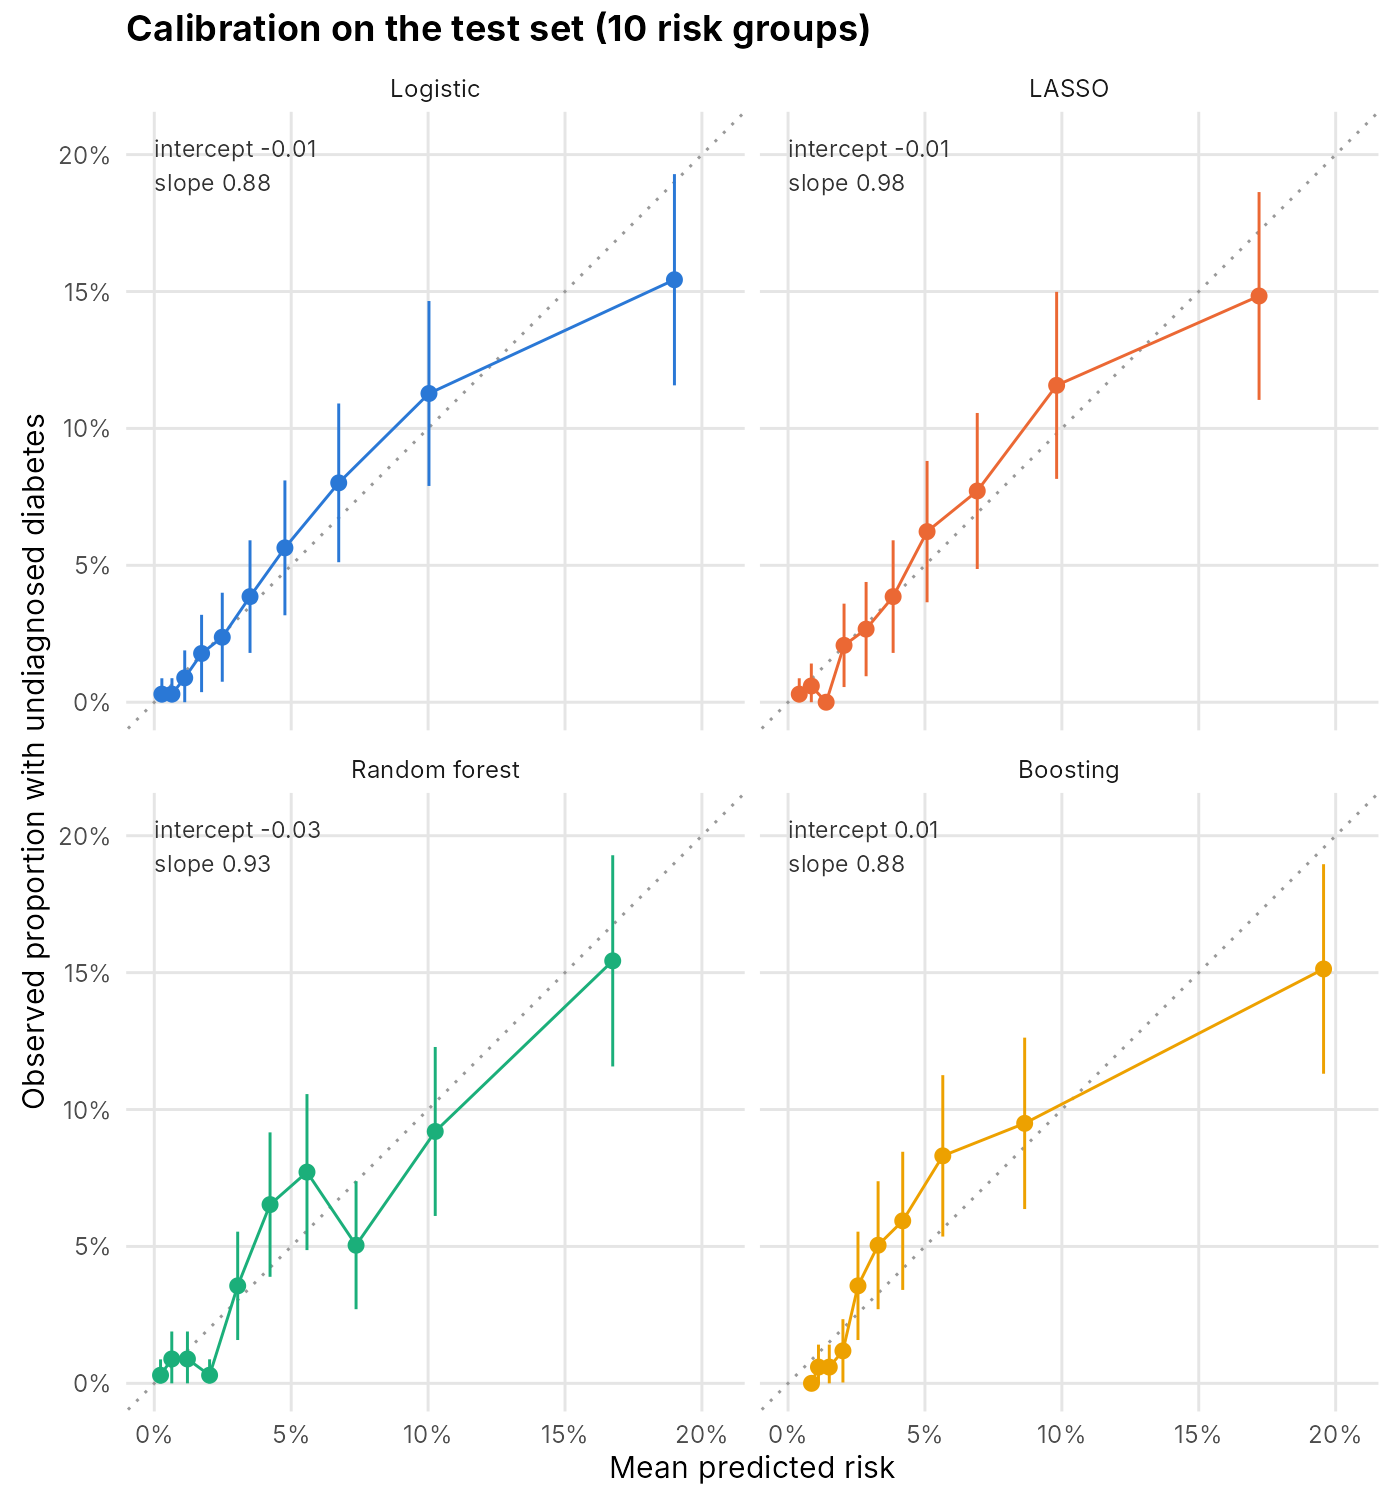 Calibration on the test set (10 risk groups)
Logistic
LASSO
intercept -0.01
slope 0.88
intercept -0.01
slope 0.98
20%
15%
10%
5%
0%
Random forest
Boosting
intercept -0.03
slope 0.93
intercept 0.01
slope 0.88
20%
15%
10%
5%
0%
0%
5%
10%
15%
20%
0%
5%
10%
15%
20%
Mean predicted risk
Observed proportion with undiagnosed diabetes